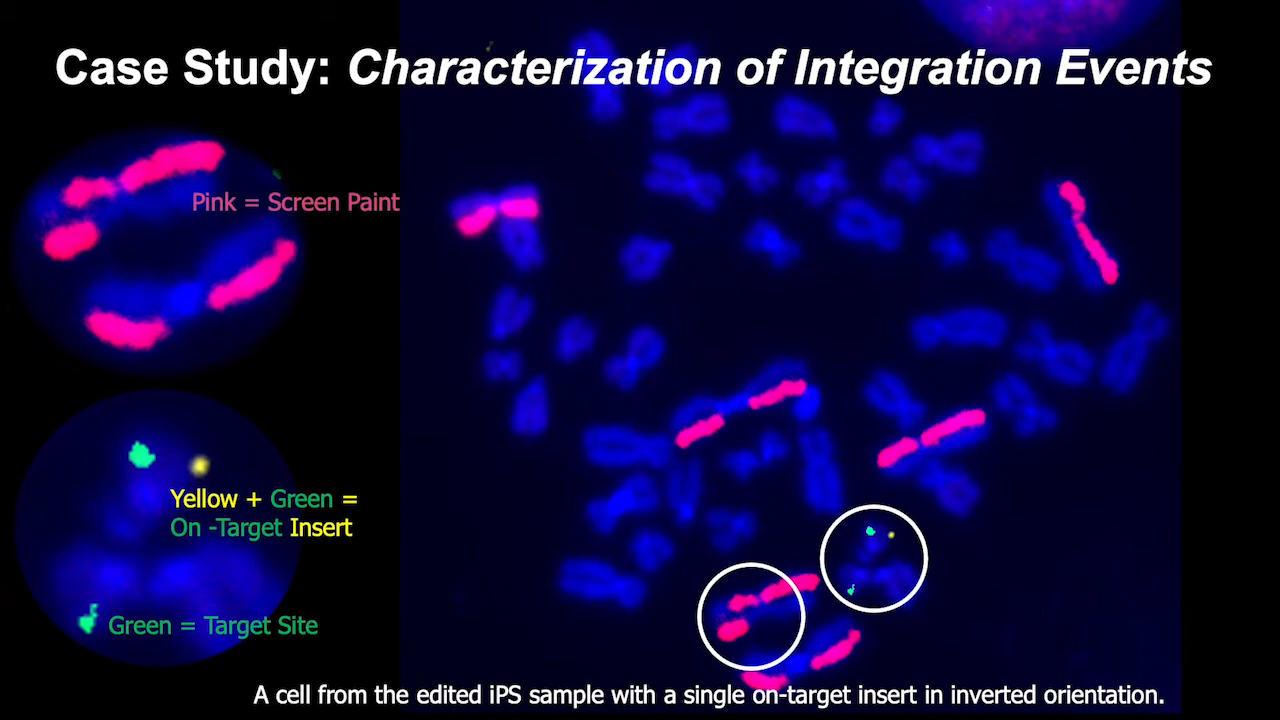 Case Study: Characterization of Integration Events
Pink = Screen Paint
Yellow + Green =
On -Target Insert
Green = Target Site
A cell from the edited iPS sample with a single on-target insert in inverted orientation.